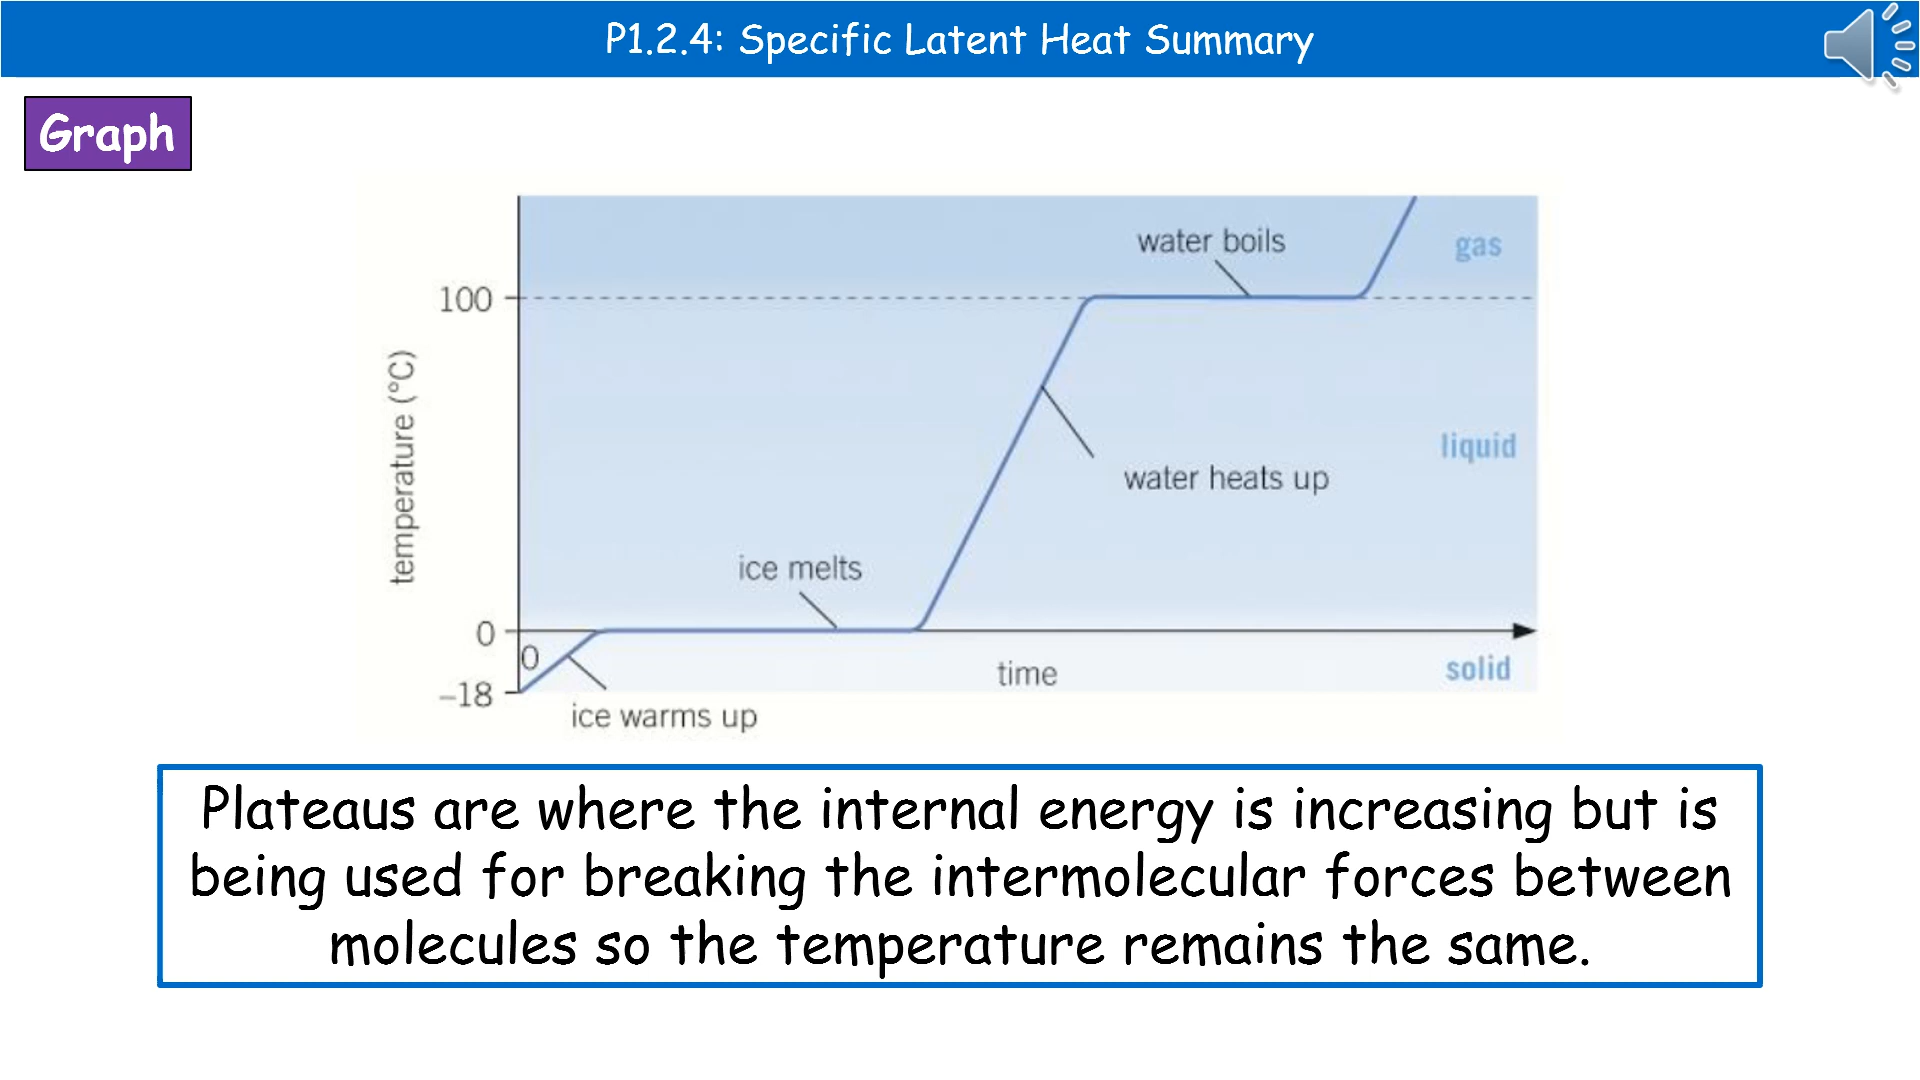 P1.2.4: Specific Latent Heat Summary
Graph
water boils
gas
100
temperature (°C)
liquid
water heats up
ice melts
0
0
time
solid
–18
ice warms up
Plateaus are where the internal energy is increasing but is
being used for breaking the intermolecular forces between
molecules so the temperature remains the same.